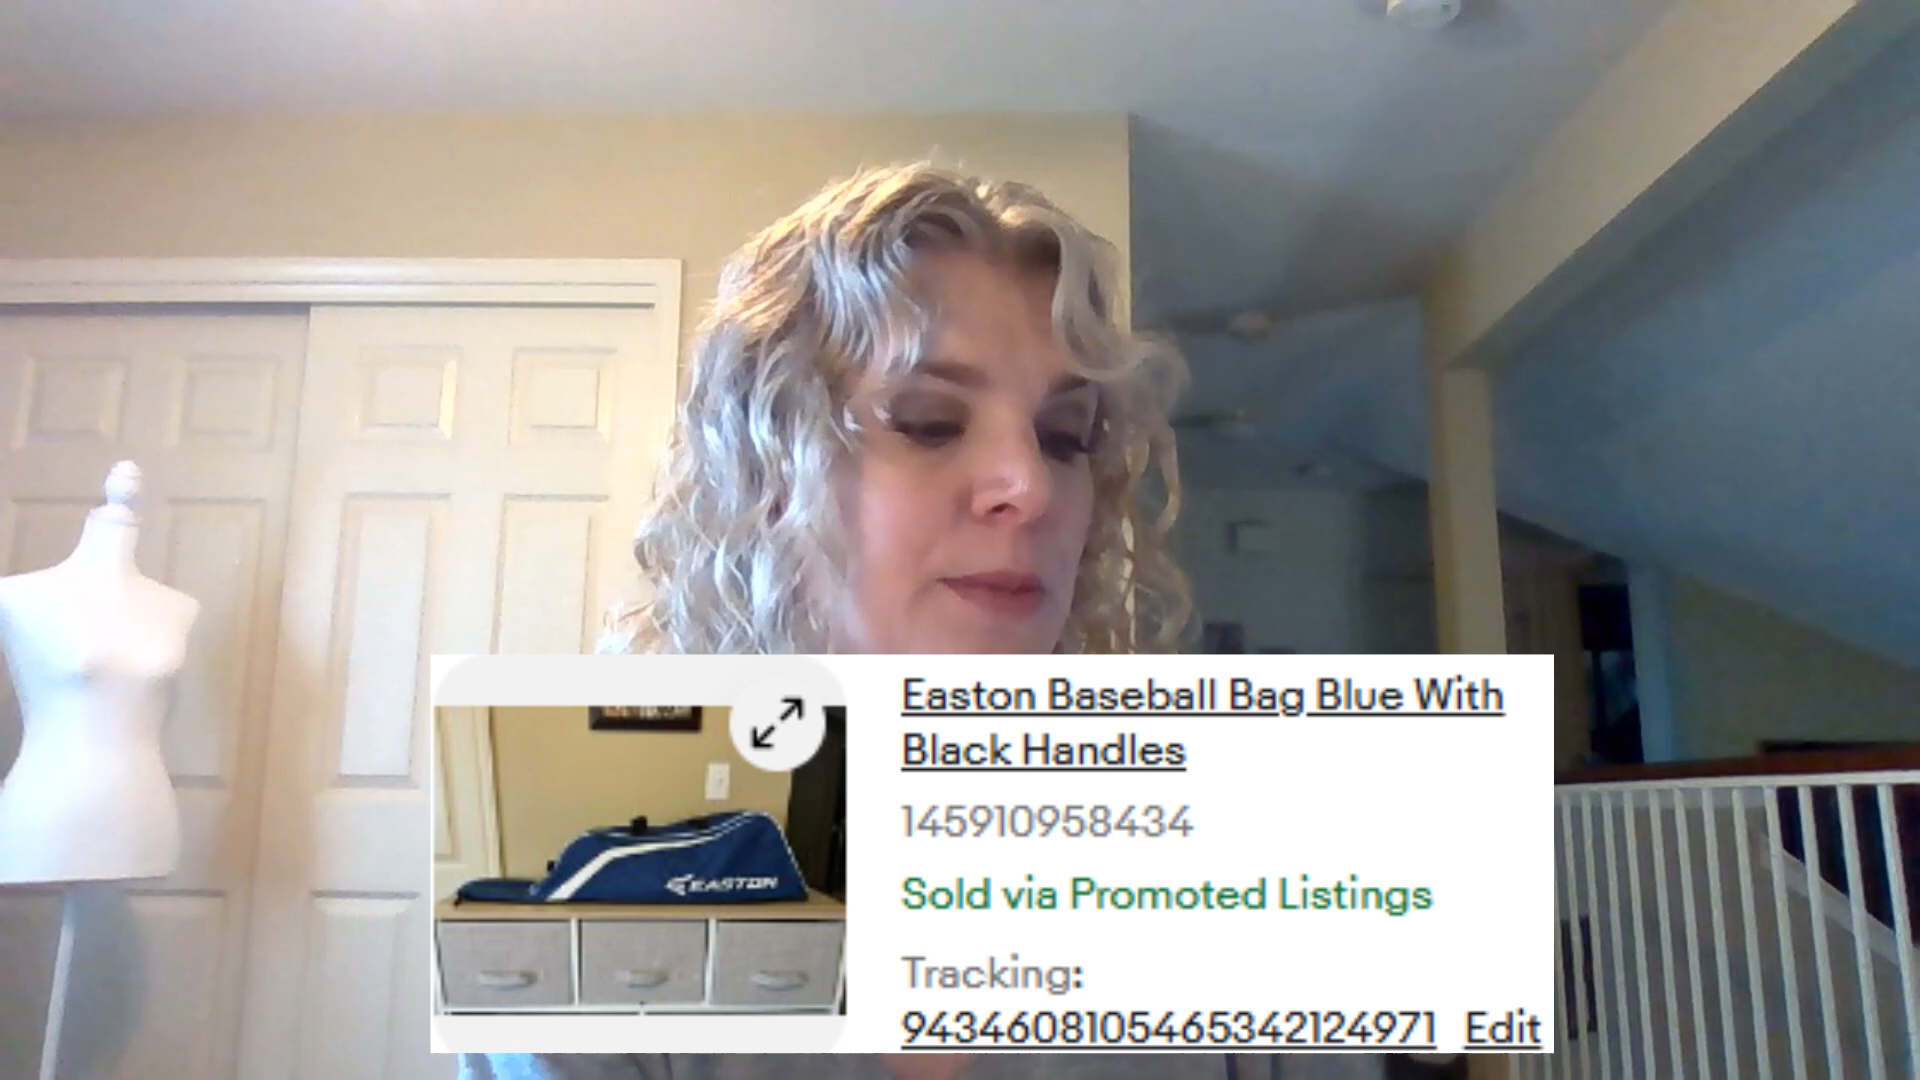 Easton Baseball Bag Blue With
Black Handles
145910958434
Sold via Promoted Listings
Tracking:
9434608105465342124971 Edit
EASTON